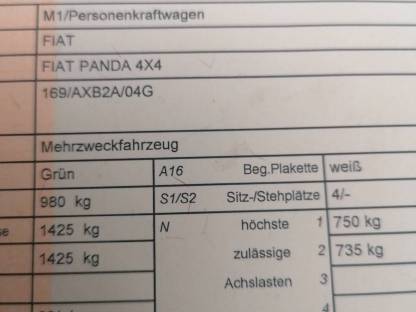 M1/Personenkraftwagen
FIAT
FIAT PANDA 4X4
169/AXB2A/04G
Mehrzweckfahrzeug
Grün A16 Beg.Plakette weiß
980 kg S1/S2 Sitz-/Stehplätze 4/-
se 1425 kg N höchste 1 750 kg
1425 kg zulässige 2 735 kg
Achslasten 3
4